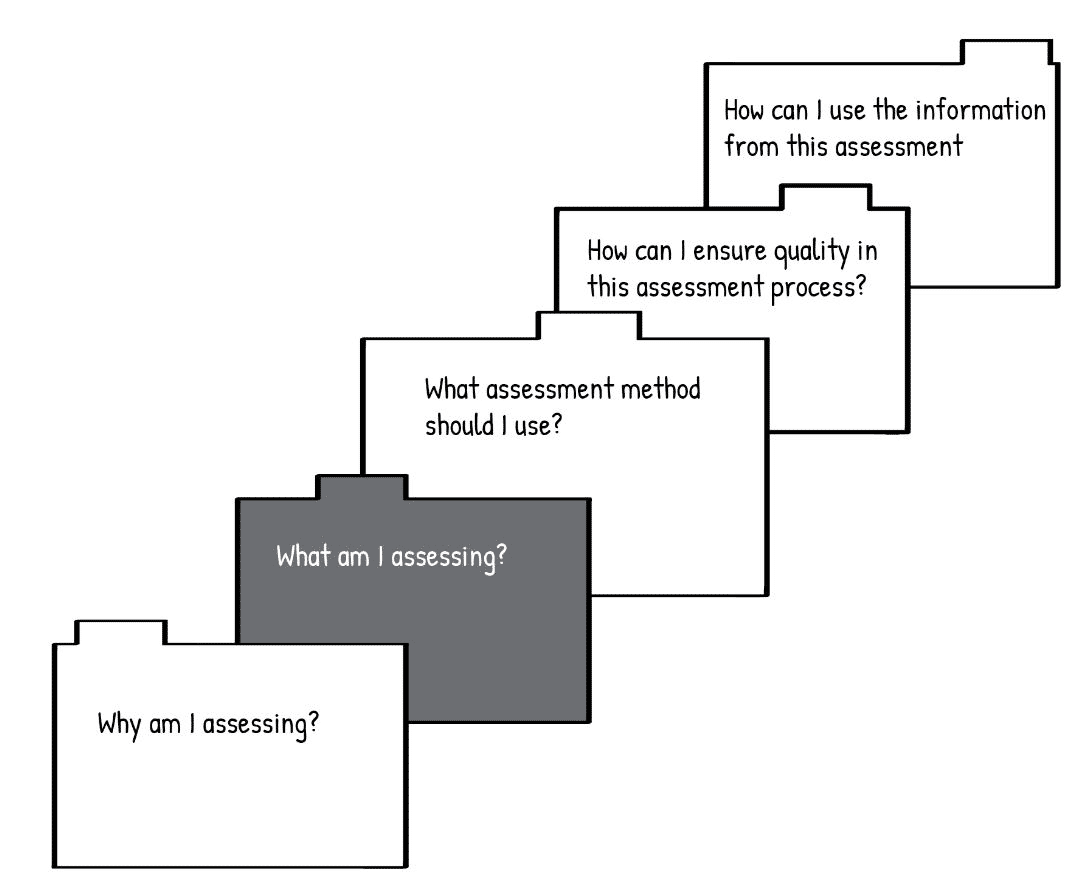 How can I use the information
from this assessment
How can I ensure quality in
this assessment process?
What assessment method
should I use?
What am I assessing?
Why am I assessing?